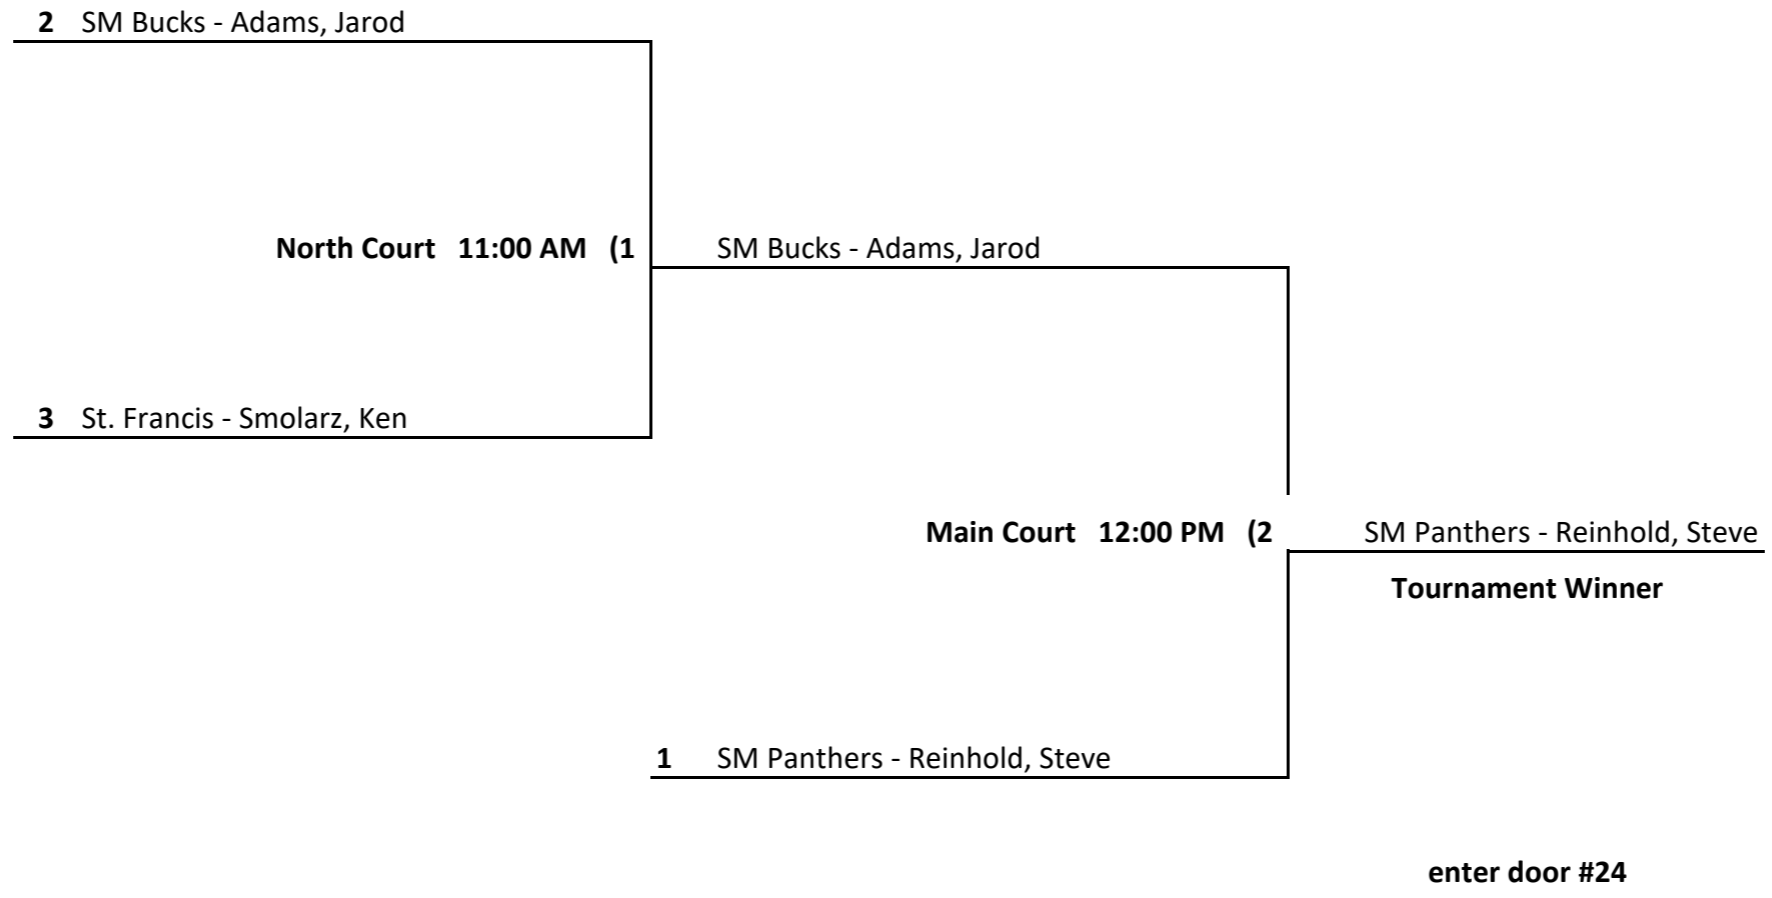 2 SM Bucks - Adams, Jarod
North Court 11:00 AM (1
SM Bucks - Adams, Jarod
3 St. Francis - Smolarz, Ken
Main Court 12:00 PM (2
SM Panthers - Reinhold, Steve
Tournament Winner
1 SM Panthers - Reinhold, Steve
enter door #24